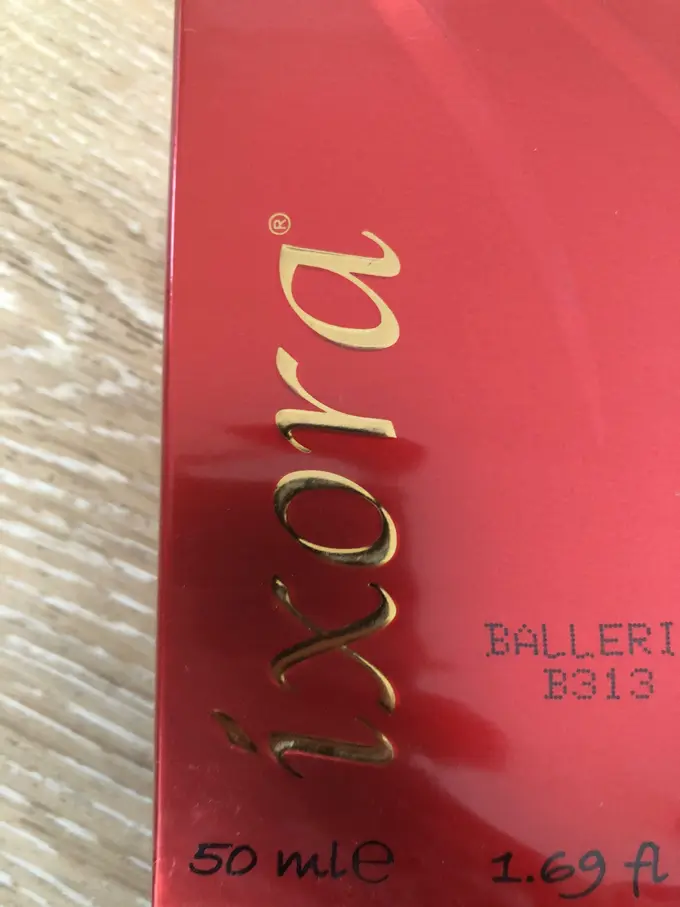 ixora®
BALLERI
B313
50 ml e
1.69 fl